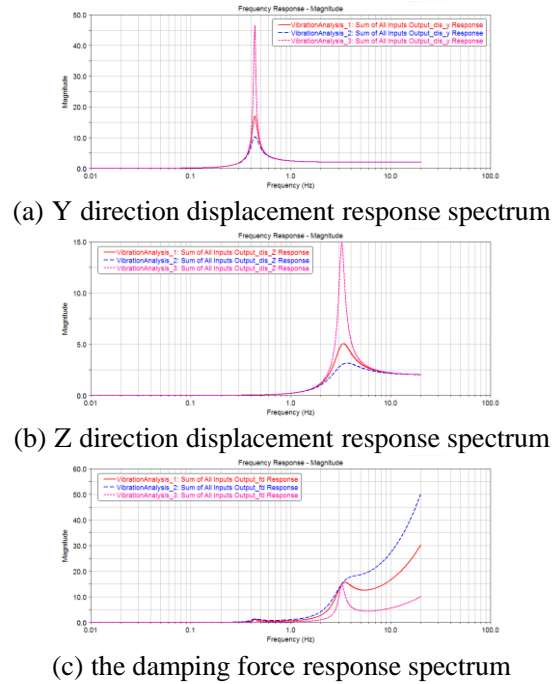 Frequency Response - Magnitude
VibrationAnalysis_1: Sum of All Inputs Output_dis_y Response
VibrationAnalysis_2: Sum of All Inputs Output_dis_y Response
VibrationAnalysis_3: Sum of All Inputs Output_dis_y Response
50.0
40.0
30.0
20.0
10.0
0.0
Magnitude
0.01
0.1
1.0
10.0
100.0
Frequency (Hz)
(a) Y direction displacement response spectrum
Frequency Response - Magnitude
VibrationAnalysis_1: Sum of All Inputs Output_dis_Z Response
VibrationAnalysis_2: Sum of All Inputs Output_dis_Z Response
VibrationAnalysis_3: Sum of All Inputs Output_dis_Z Response
15.0
10.0
5.0
0.0
Magnitude
0.01
0.1
1.0
10.0
100.0
Frequency (Hz)
(b) Z direction displacement response spectrum
Frequency Response - Magnitude
VibrationAnalysis_1: Sum of All Inputs Output_fd Response
VibrationAnalysis_2: Sum of All Inputs Output_fd Response
VibrationAnalysis_3: Sum of All Inputs Output_fd Response
60.0
50.0
40.0
30.0
20.0
10.0
0.0
Magnitude
0.01
0.1
1.0
10.0
100.0
Frequency (Hz)
(c) the damping force response spectrum